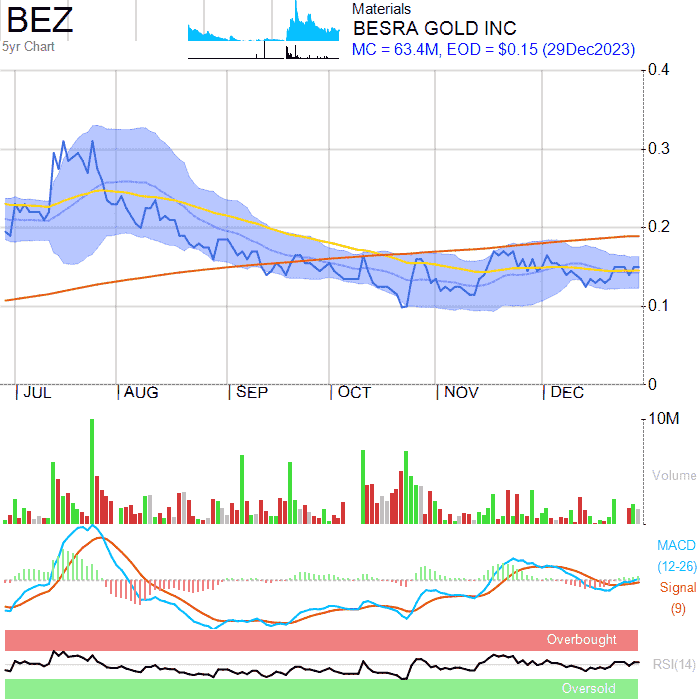 BEZ
5yr Chart
Materials
BESRA GOLD INC
MC = 63.4M, EOD = $0.15 (29Dec2023)
0.4
0.3
0.2
0.1
0
JUL AUG SEP OCT NOV DEC
10M
Volume
MACD
(12-26)
Signal
(9)
Overbought
RSI(14)
Oversold